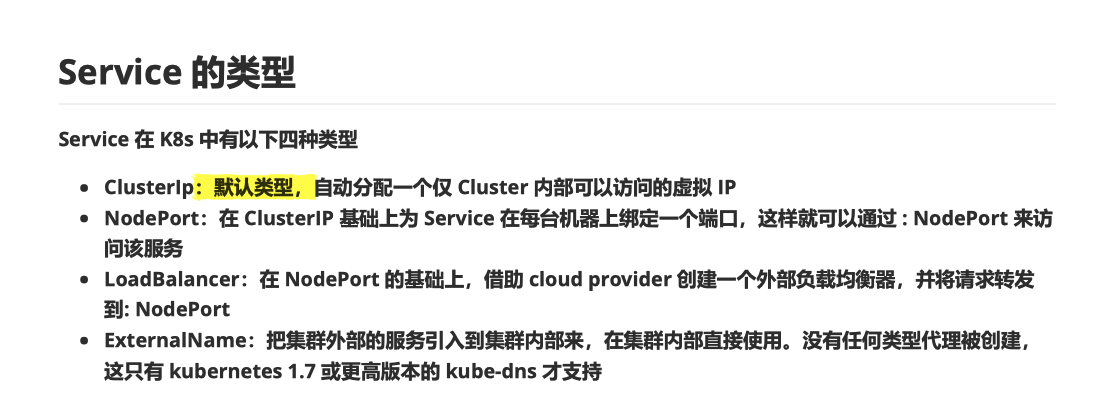 Service 的类型
Service 在 K8s 中有以下四种类型
• ClusterIp：默认类型，自动分配一个仅 Cluster 内部可以访问的虚拟 IP
• NodePort：在 ClusterIP 基础上为 Service 在每台机器上绑定一个端口，这样就可以通过 : NodePort 来访
问该服务
• LoadBalancer：在 NodePort 的基础上，借助 cloud provider 创建一个外部负载均衡器，并将请求转发
到: NodePort
• ExternalName：把集群外部的服务引入到集群内部来，在集群内部直接使用。没有任何类型代理被创建，
这只有 kubernetes 1.7 或更高版本的 kube-dns 才支持